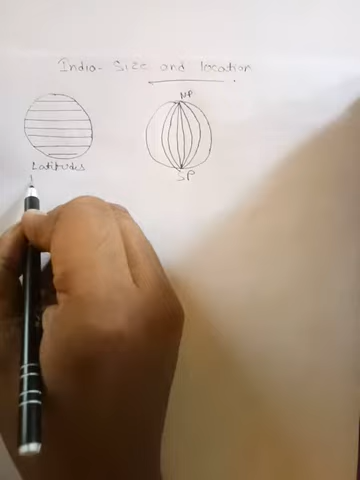 India- Size and location
NP
Latitudes
SP